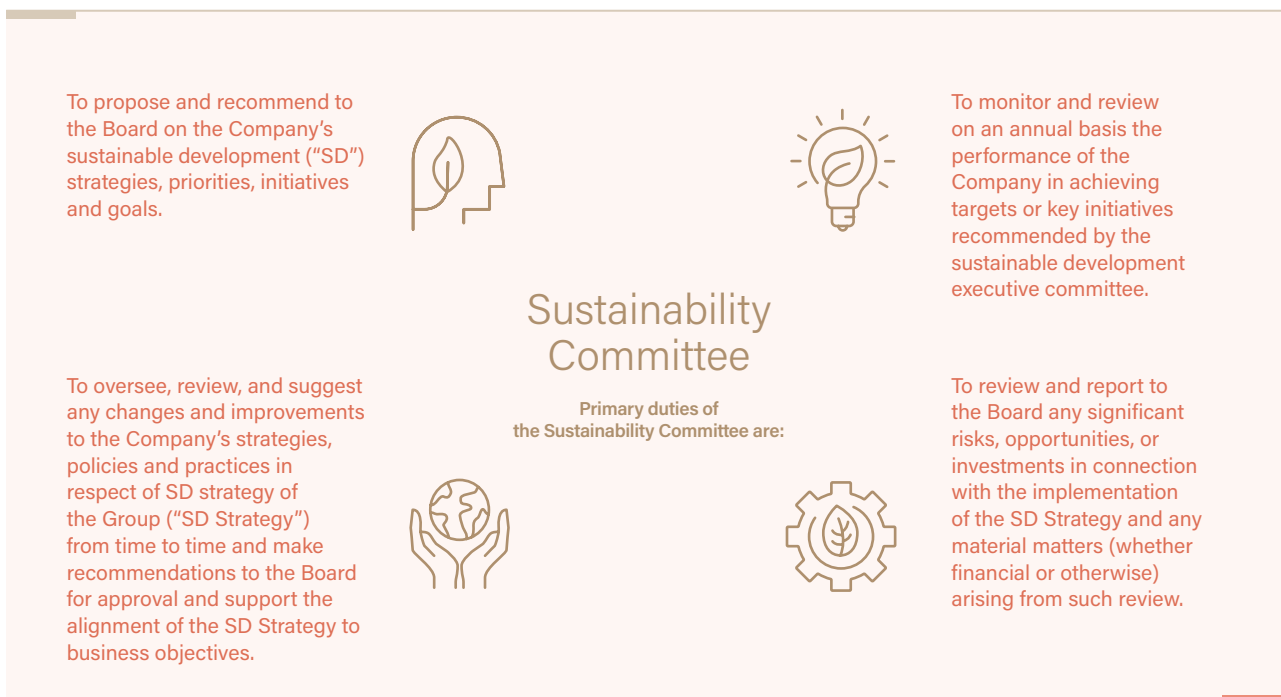 To propose and recommend to
the Board on the Company’s
sustainable development (“SD”)
strategies, priorities, initiatives
and goals.
To monitor and review
on an annual basis the
performance of the
Company in achieving
targets or key initiatives
recommended by the
sustainable development
executive committee.
Sustainability
Committee
Primary duties of
the Sustainability Committee are:
To oversee, review, and suggest
any changes and improvements
to the Company’s strategies,
policies and practices in
respect of SD strategy of
the Group (“SD Strategy”)
from time to time and make
recommendations to the Board
for approval and support the
alignment of the SD Strategy to
business objectives.
To review and report to
the Board any significant
risks, opportunities, or
investments in connection
with the implementation
of the SD Strategy and any
material matters (whether
financial or otherwise)
arising from such review.